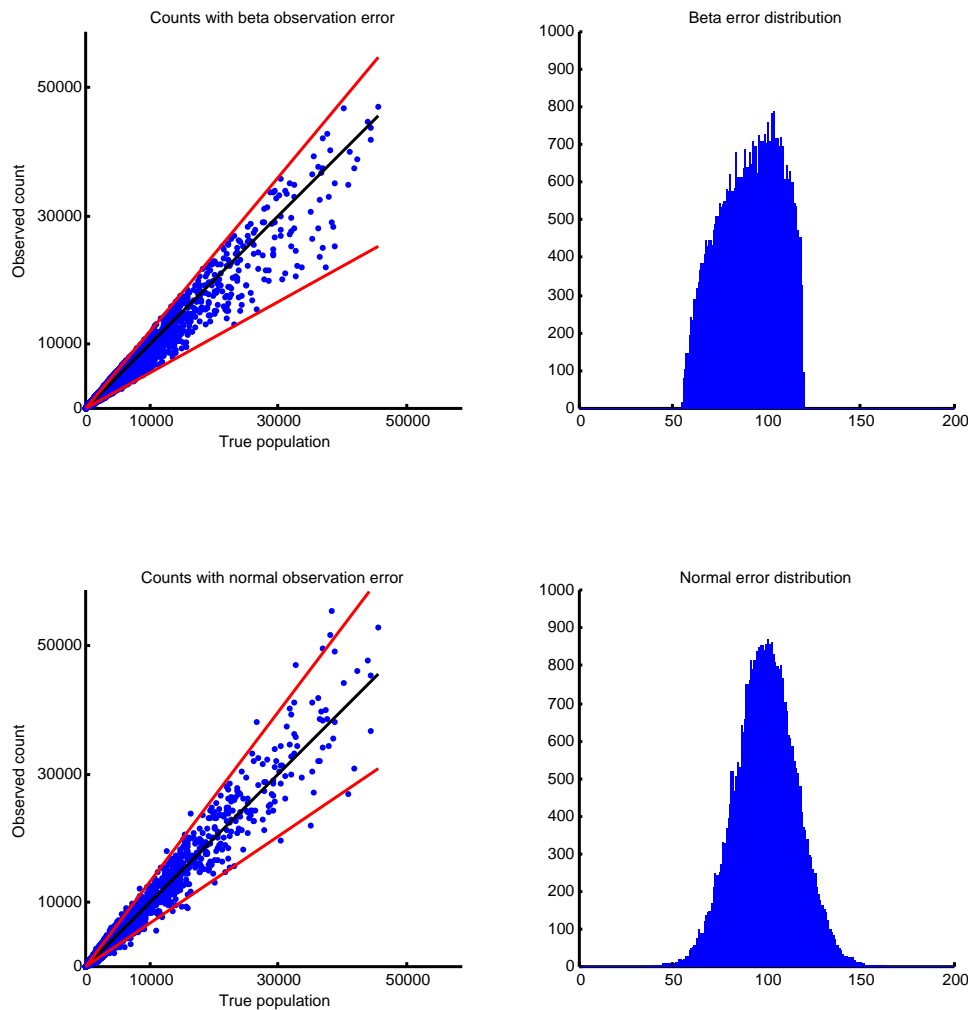 Counts with beta observation error
Observed count
50000
30000
10000
0
0 10000 30000 50000
True population
Beta error distribution
1000
900
800
700
600
500
400
300
200
100
0
0 50 100 150 200
Counts with normal observation error
Observed count
50000
30000
10000
0
0 10000 30000 50000
True population
Normal error distribution
1000
900
800
700
600
500
400
300
200
100
0
0 50 100 150 200